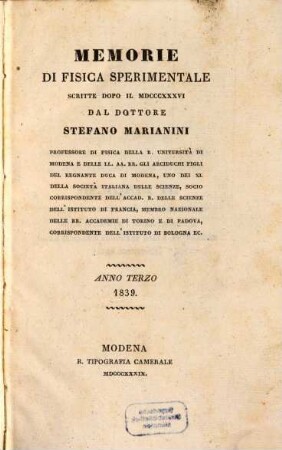 MEMORIE
DI FISICA SPERIMENTALE
SCRITTE DOPO IL MDCCCXXXVI
DAL DOTTORE
STEFANO MARIANINI
PROFESSORE DI FISICA DELLA R. UNIVERSITÀ DI
MODENA E DELLE LL. AA. RR. GLI ARCIDUCHI FIGLI
DEL REGNANTE DUCA DI MODENA, UNO DEI XL
DELLA SOCIETÀ ITALIANA DELLE SCIENZE, SOCIO
CORRISPONDENTE DELL'ACCAD. R. DELLE SCIENZE
DELL'ISTITUTO DI FRANCIA, MEMBRO NAZIONALE
DELLE RR. ACCADEMIE DI TORINO E DI PADOVA,
CORRISPONDENTE DELL'ISTITUTO DI BOLOGNA EC.
ANNO TERZO
1839.
MODENA
R. TIPOGRAFIA CAMERALE
MDCCCXXXIX.